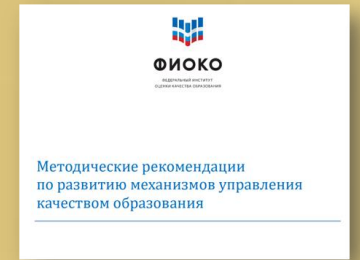 ФИОКО
ФЕДЕРАЛЬНЫЙ ИНСТИТУТ
ОЦЕНКИ КАЧЕСТВА ОБРАЗОВАНИЯ
Методические рекомендации
по развитию механизмов управления
качеством образования